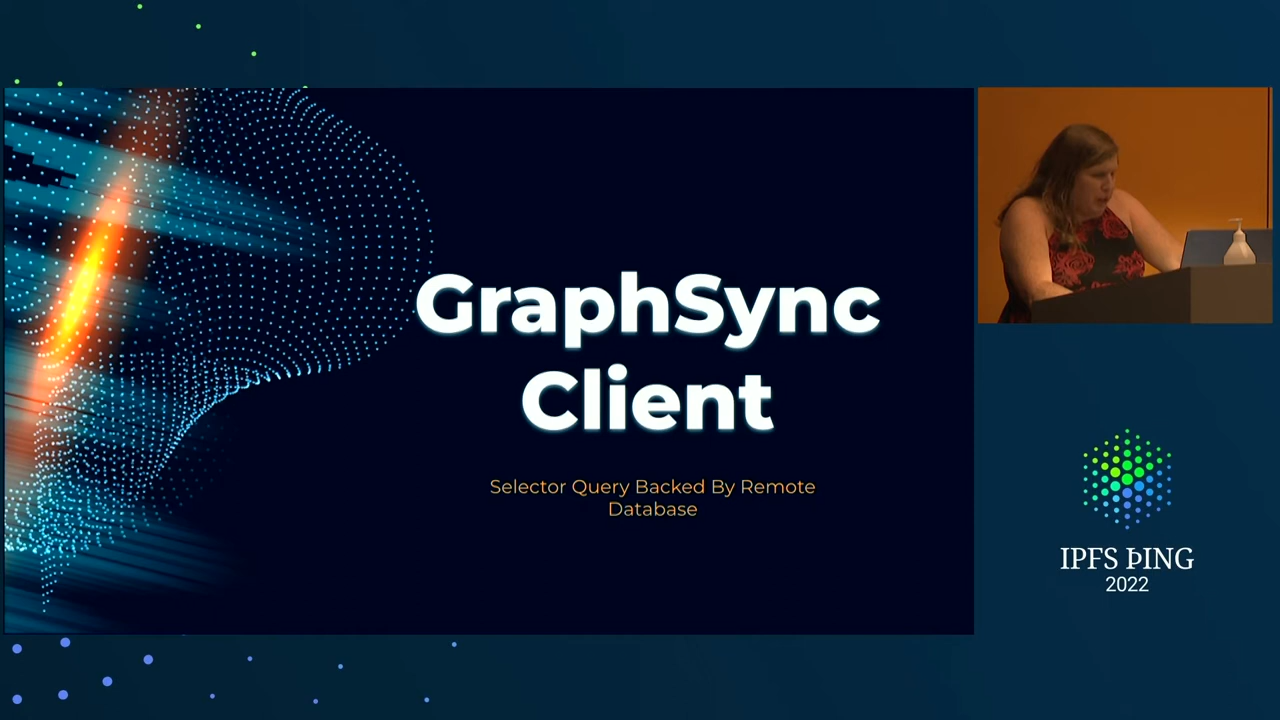 GraphSync
Client
Selector Query Backed By Remote
Database
IPFS ÞING
2022